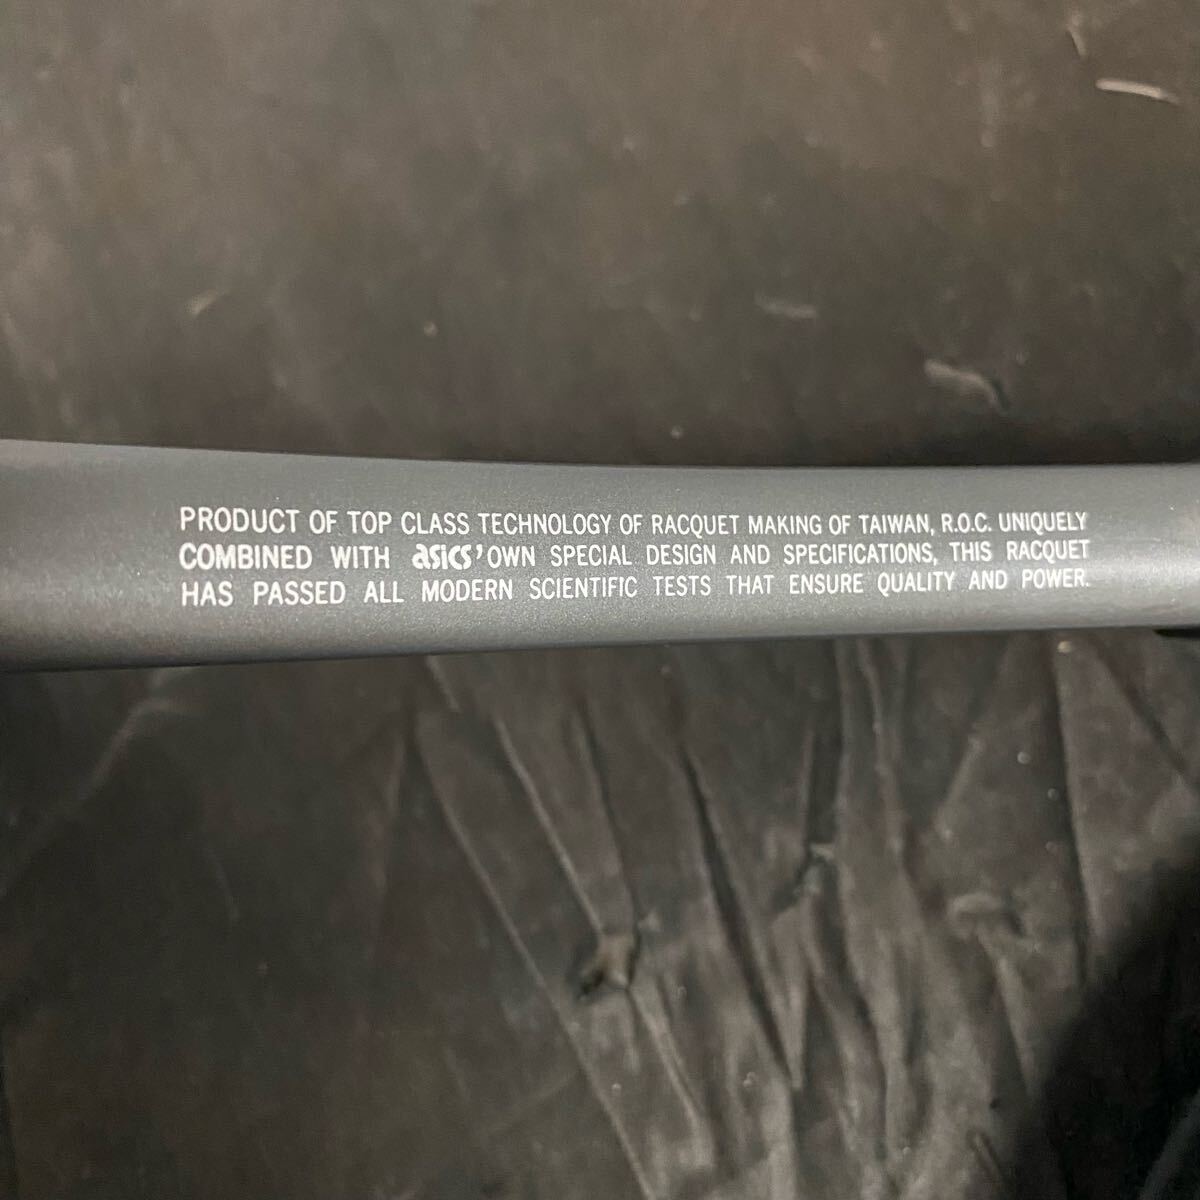 PRODUCT OF TOP CLASS TECHNOLOGY OF RACQUET MAKING OF TAIWAN, R.O.C. UNIQUELY
COMBINED WITH asics' OWN SPECIAL DESIGN AND SPECIFICATIONS, THIS RACQUET
HAS PASSED ALL MODERN SCIENTIFIC TESTS THAT ENSURE QUALITY AND POWER.